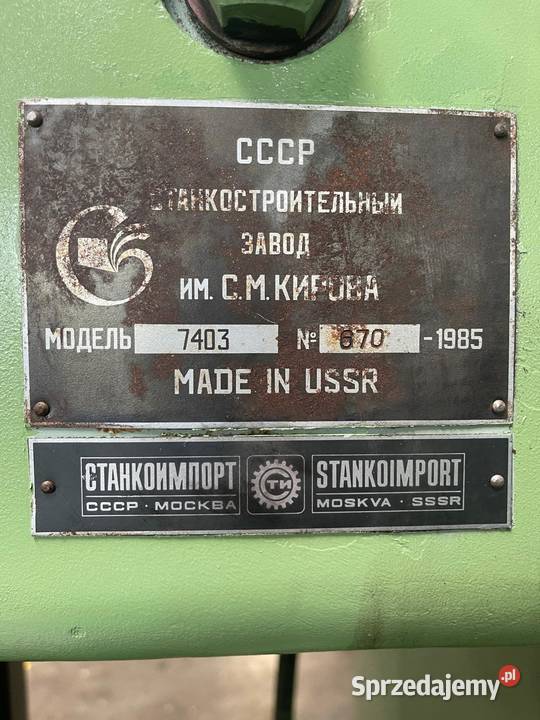 СССР
СТАНКОСТРОИТЕЛЬНЫЙ
ЗАВОД
ИМ. С.М.КИРОВА
МОДЕЛЬ 7403 № 670 -1985
MADE IN USSR
СТАНКОИМПОРТ СТИ STANKOIMPORT
СССР · МОСКВА MOSKVA · SSSR
Sprzedajemy.pl